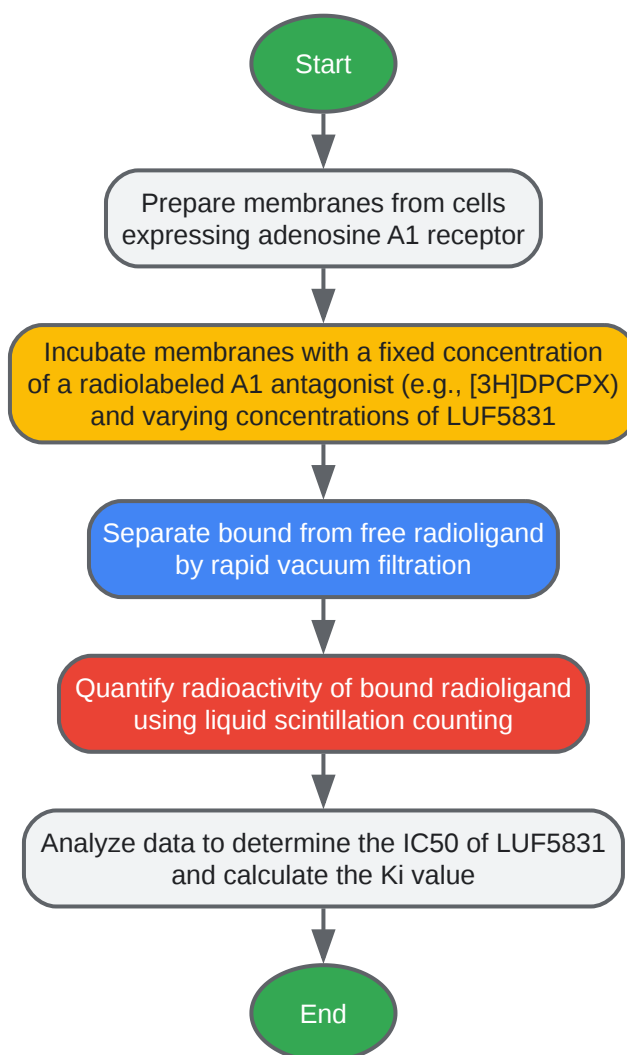 Start
Prepare membranes from cells
expressing adenosine A1 receptor
Incubate membranes with a fixed concentration
of a radiolabeled A1 antagonist (e.g., [3H]DPCPX)
and varying concentrations of LUF5831
Separate bound from free radioligand
by rapid vacuum filtration
Quantify radioactivity of bound radioligand
using liquid scintillation counting
Analyze data to determine the IC50 of LUF5831
and calculate the Ki value
End